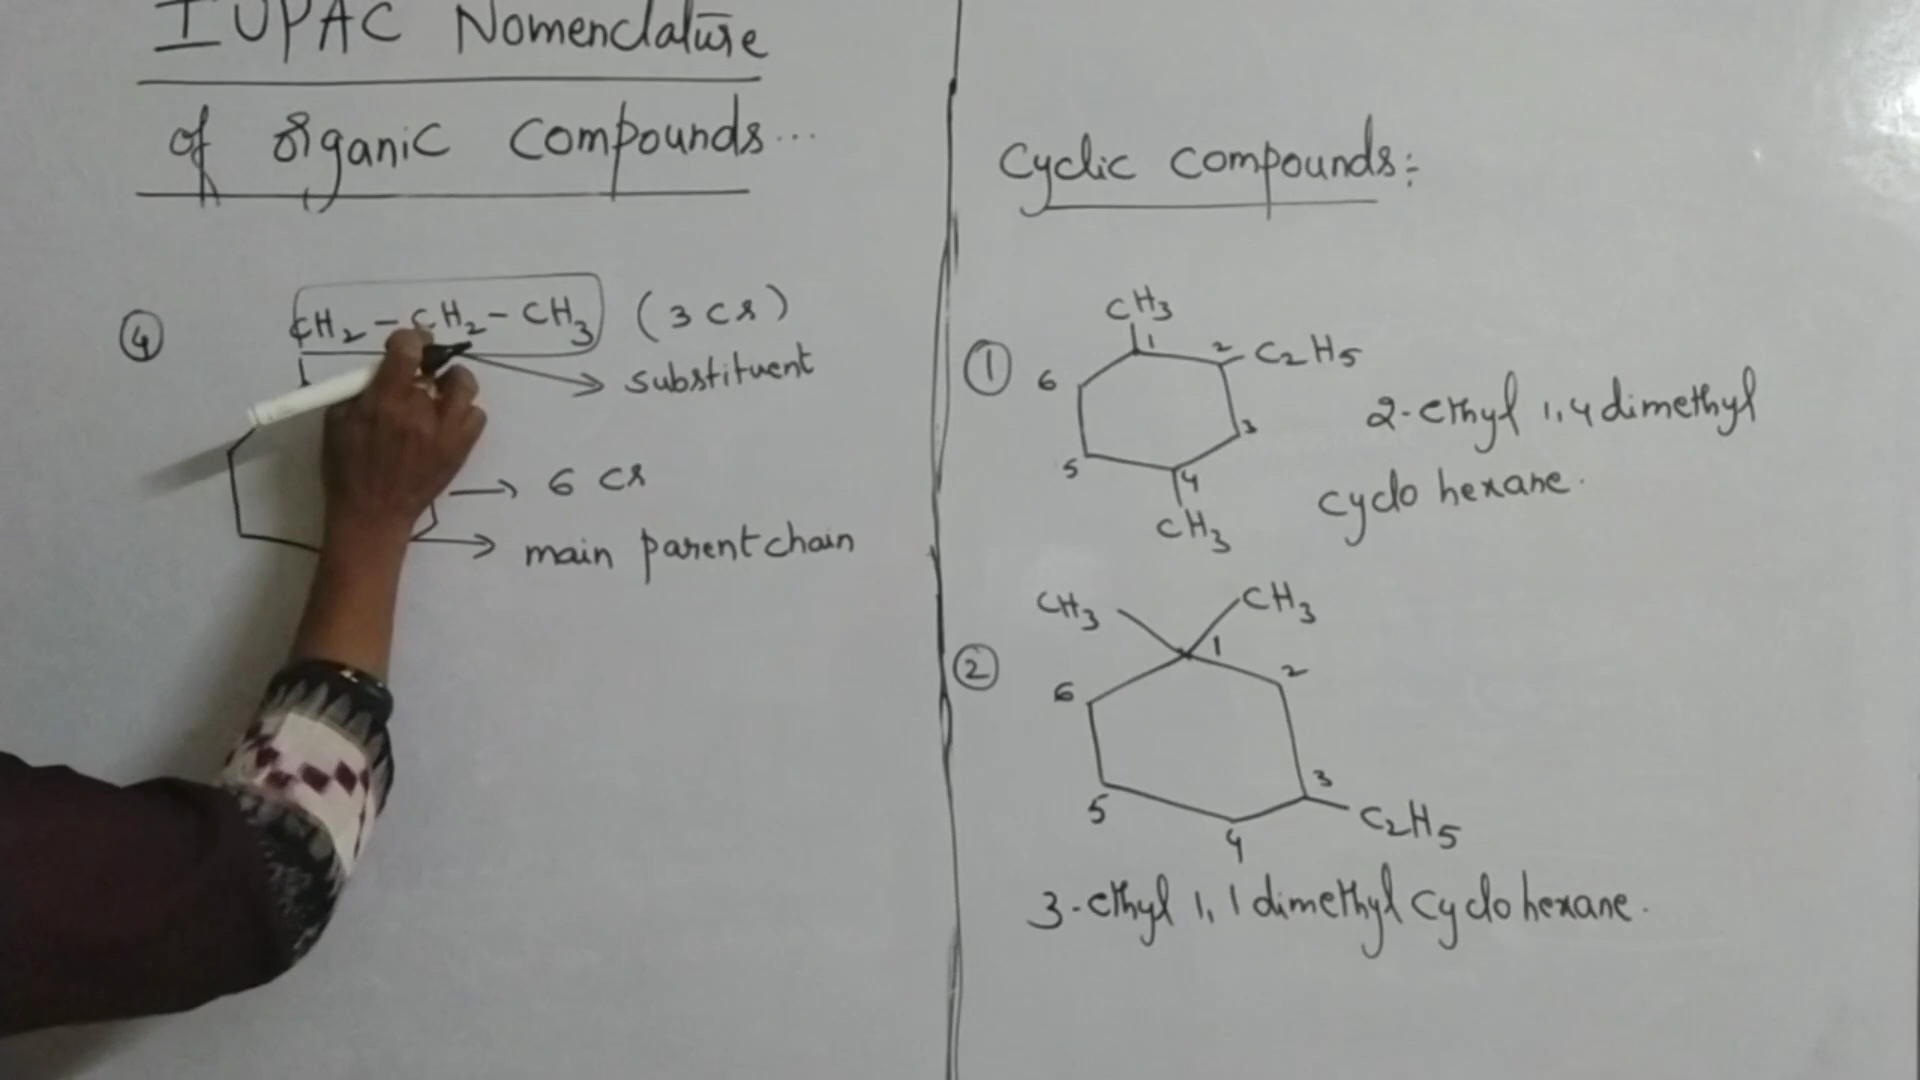 IUPAC Nomenclature
of organic compounds...
④
CH2-CH2-CH3 (3 Cs)
substituent
→ 6 Cs
→ main parent chain
Cyclic compounds:-
①
CH3
1
2
C2H5
6
3
5
4
CH3
2-ethyl 1,4 dimethyl
cyclo hexane.
②
CH3
CH3
1
2
6
3
5
C2H5
4
3-ethyl 1,1 dimethyl cyclo hexane.